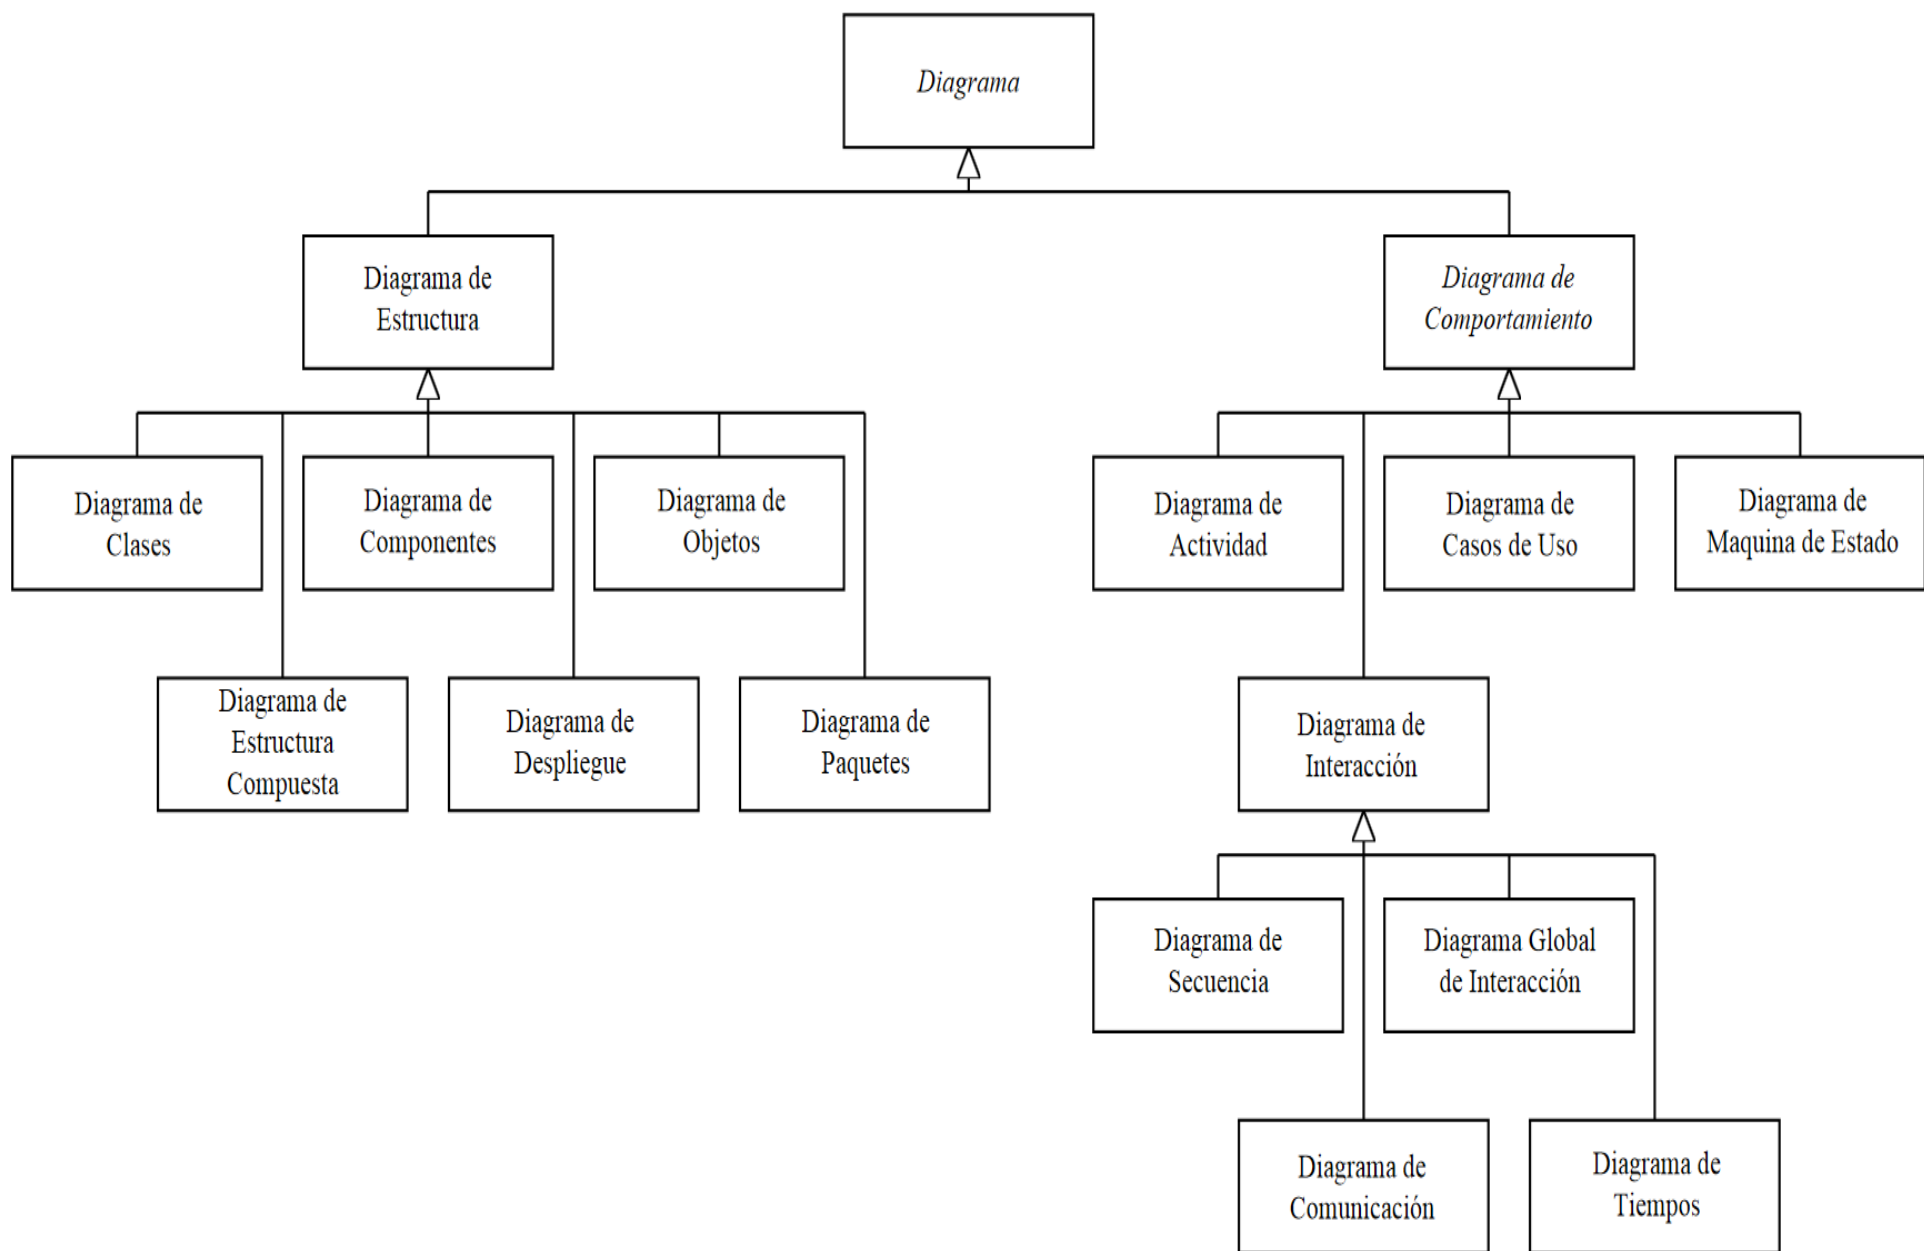 Diagrama
Diagrama de
Estructura
Diagrama de
Comportamiento
Diagrama de
Clases
Diagrama de
Componentes
Diagrama de
Objetos
Diagrama de
Actividad
Diagrama de
Casos de Uso
Diagrama de
Maquina de Estado
Diagrama de
Estructura
Compuesta
Diagrama de
Despliegue
Diagrama de
Paquetes
Diagrama de
Interacción
Diagrama de
Secuencia
Diagrama Global
de Interacción
Diagrama de
Comunicación
Diagrama de
Tiempos